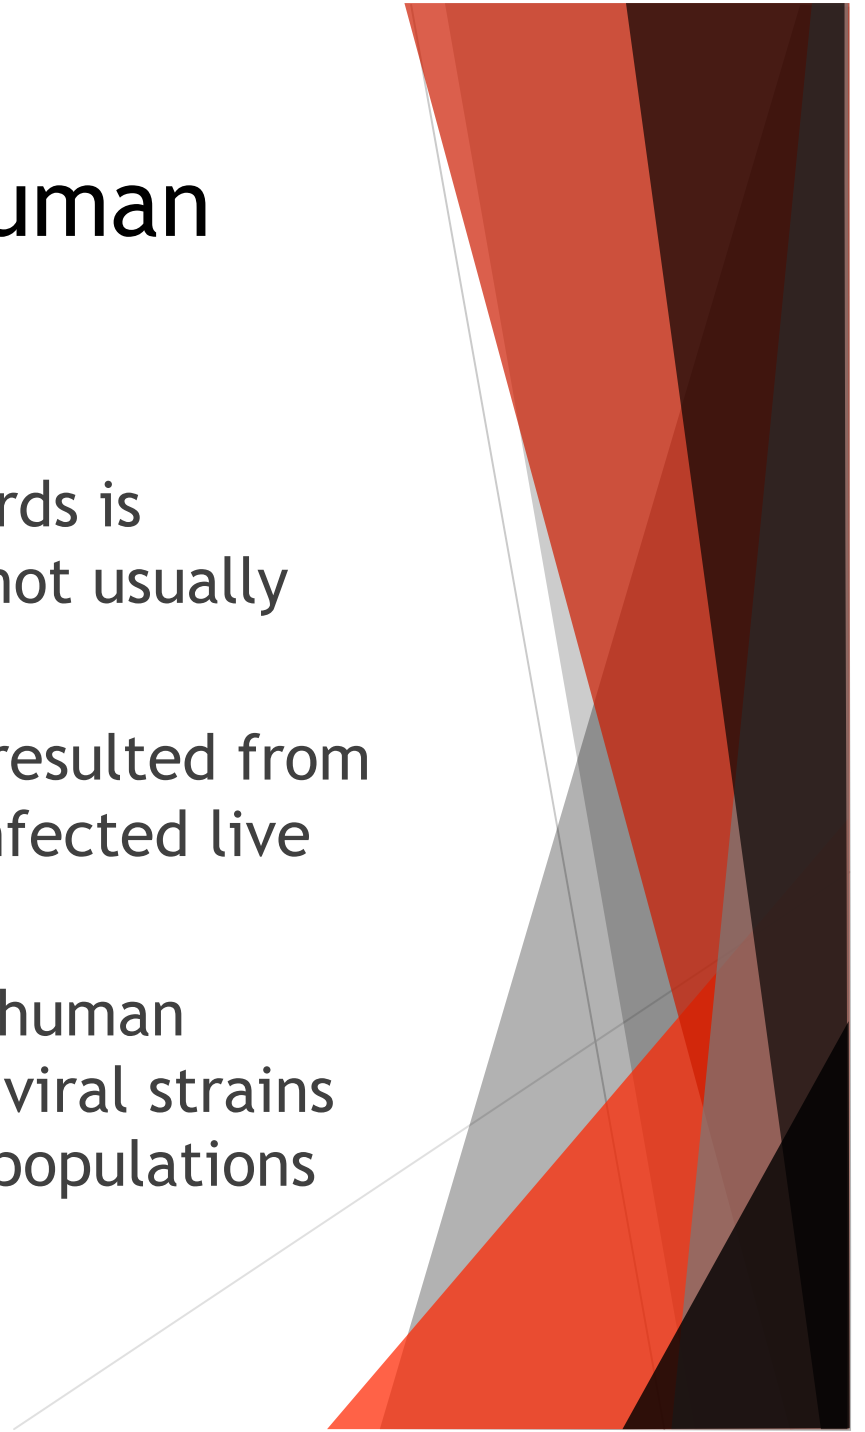 uman
rds is
not usually
resulted from
nfected live
human
viral strains
populations